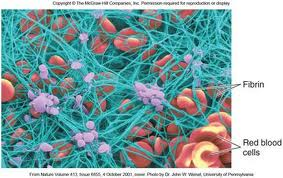 Copyright © The McGraw-Hill Companies, Inc. Permission required for reproduction or display
Fibrin
Red blood
cells
From Nature Volume 413, Issue 6855, 4 October 2001, cover. Photo by Dr. John W. Weisel, University of Pennsylvania